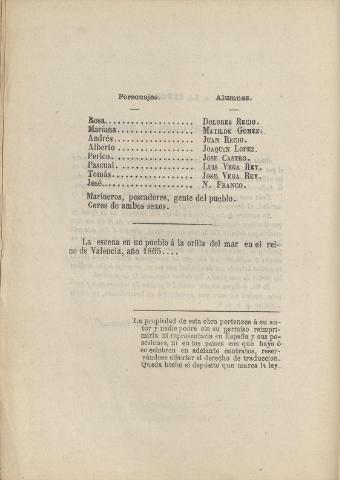 Personajes. Alumnos.
Rosa.................... DOLORES REGIO.
Mariana................. MATILDE GOMEZ.
Andrés.................. JUAN REGIO.
Alberto................. JOAQUIN LOPEZ.
Perico.................. JOSE CASTRO.
Pascual................. LUIS VEGA REY.
Tomás................... JOSE VEGA REY.
José.................... N. FRANCO.
Marineros, pescadores, gente del pueblo.
Coros de ambos sexos.
La escena en un pueblo á la orilla del mar en el rei-
no de Valencia, año 1865....
La propiedad de esta obra pertenece á su au-
tor y nadie podrá sin su permiso reimpri-
mirla ni representarla en España y sus po-
sesiones, ni en los paises con que haya ó
se celebren en adelante contratos, reser-
vándose el autor el derecho de traduccion.
Queda hecho el depósito que marca la ley.